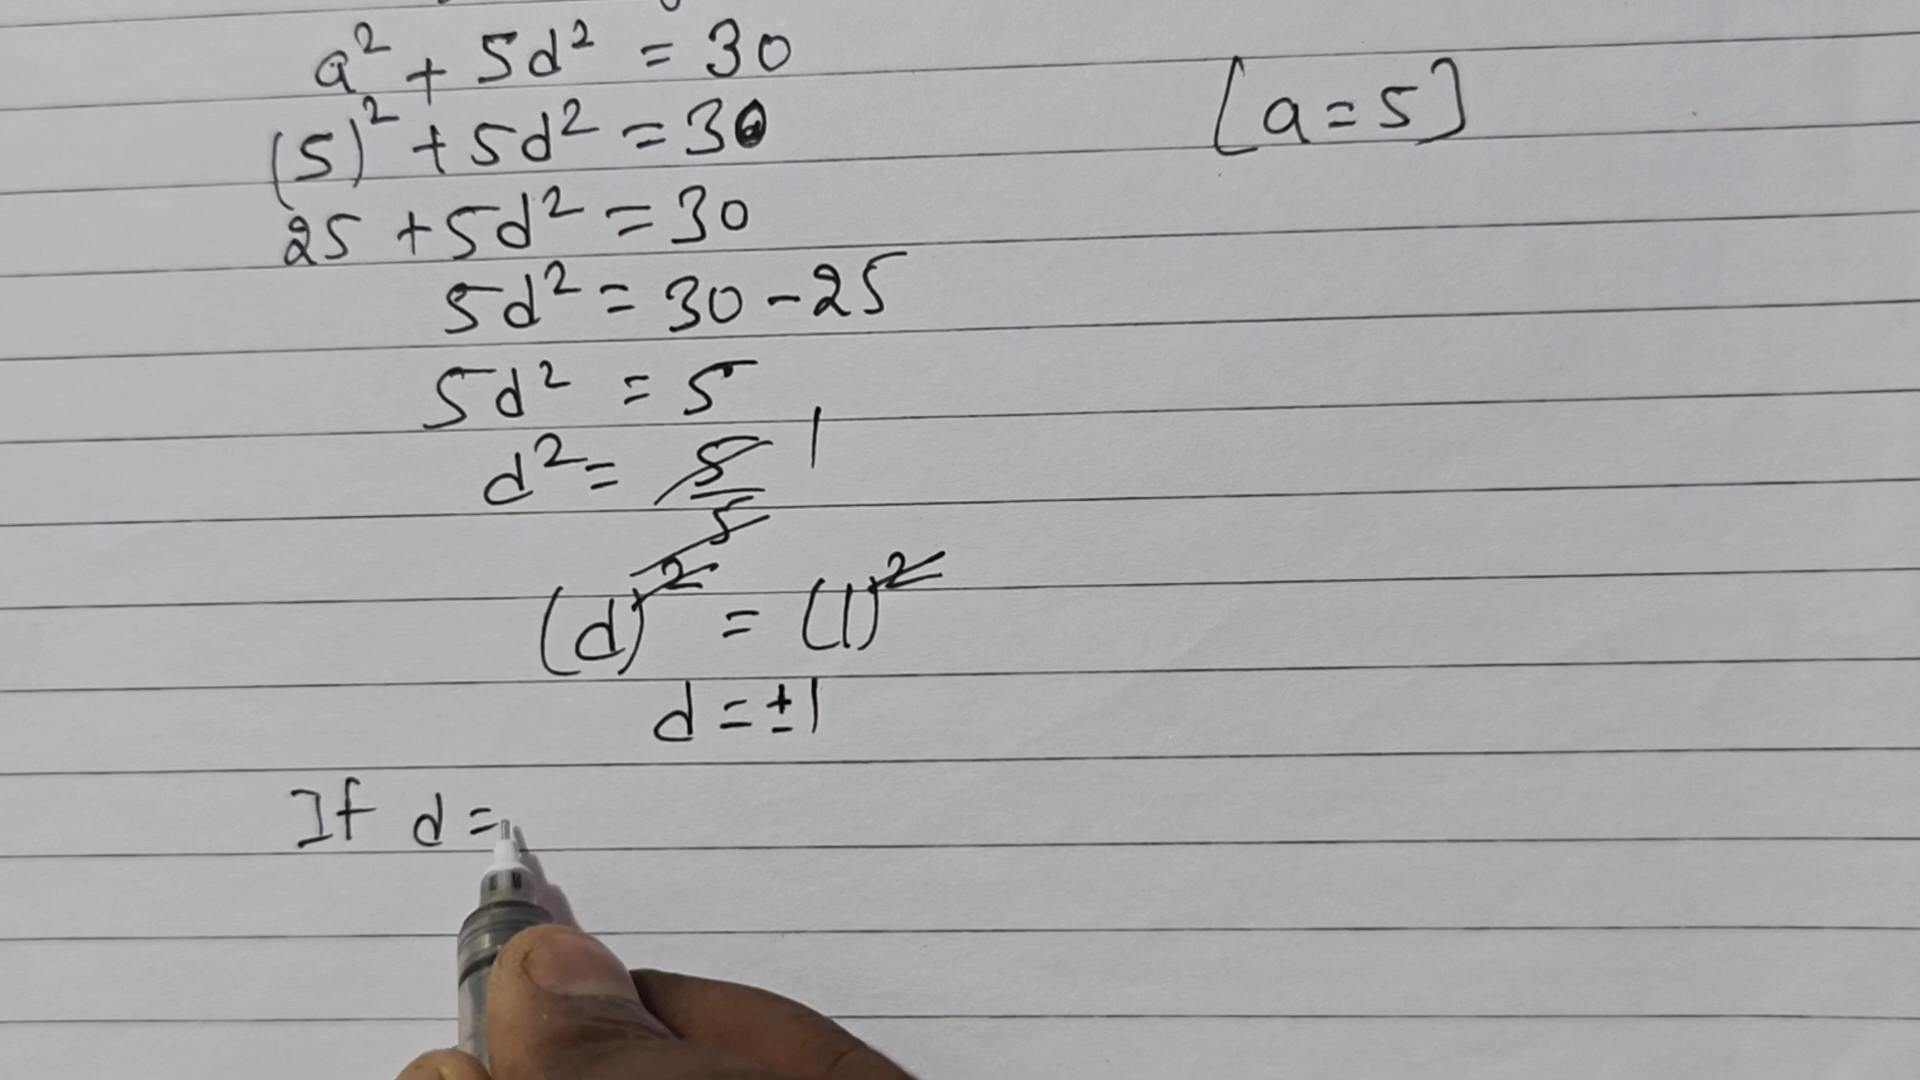 a² + 5d² = 30
[a = 5]
(5)² + 5d² = 30
25 + 5d² = 30
5d² = 30 - 25
5d² = 5
d² = 5/5 1
(d)² = (1)²
d = ±1
If d =